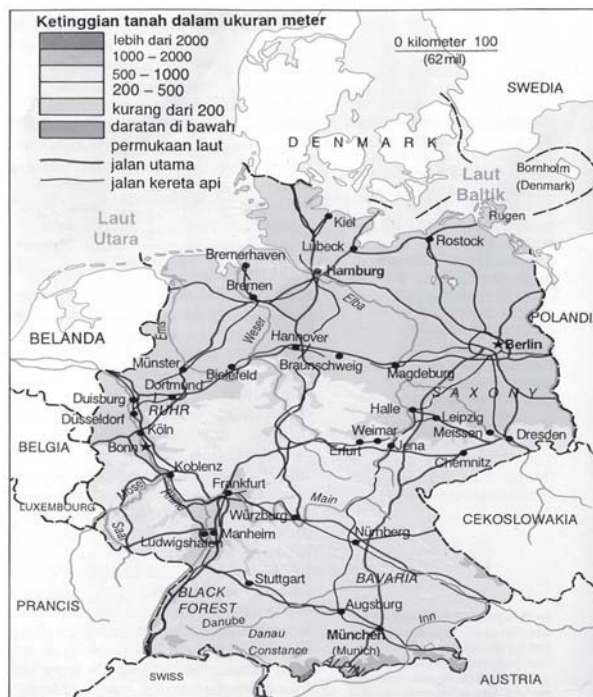 Ketinggian tanah dalam ukuran meter
lebih dari 2000
1000 – 2000
500 – 1000
200 – 500
kurang dari 200
daratan di bawah
permukaan laut
jalan utama
jalan kereta api
0 kilometer 100
(62mil)
SWEDIA
DENMARK
Laut
Baltik
Bornholm
(Denmark)
Rugen
Kiel
Laut
Utara
Lübeck
Rostock
Bremerhaven
Hamburg
Bremen
Elba
POLANDI
BELANDA
Ems
Weser
Hannover
Berlin
Münster
Bielefeld
Braunschweig
Magdeburg
Dortmund
SAXONY
Duisburg
RUHR
Halle
Düsseldorf
Leipzig
Köln
Weimar
Meissen
BELGIA
Bonn
Erfurt
Jena
Dresden
Chemnitz
Koblenz
Frankfurt
LUXEMBOURG
Mosel
Rhine
Main
CEKOSLOWAKIA
Würzburg
Saar
Ludwigshafen
Manheim
Nürnberg
Stuttgart
BAVARIA
PRANCIS
BLACK
FOREST
Augsburg
Danube
Inn
Danau
Constance
München
(Munich)
ALPINI
SWISS
AUSTRIA